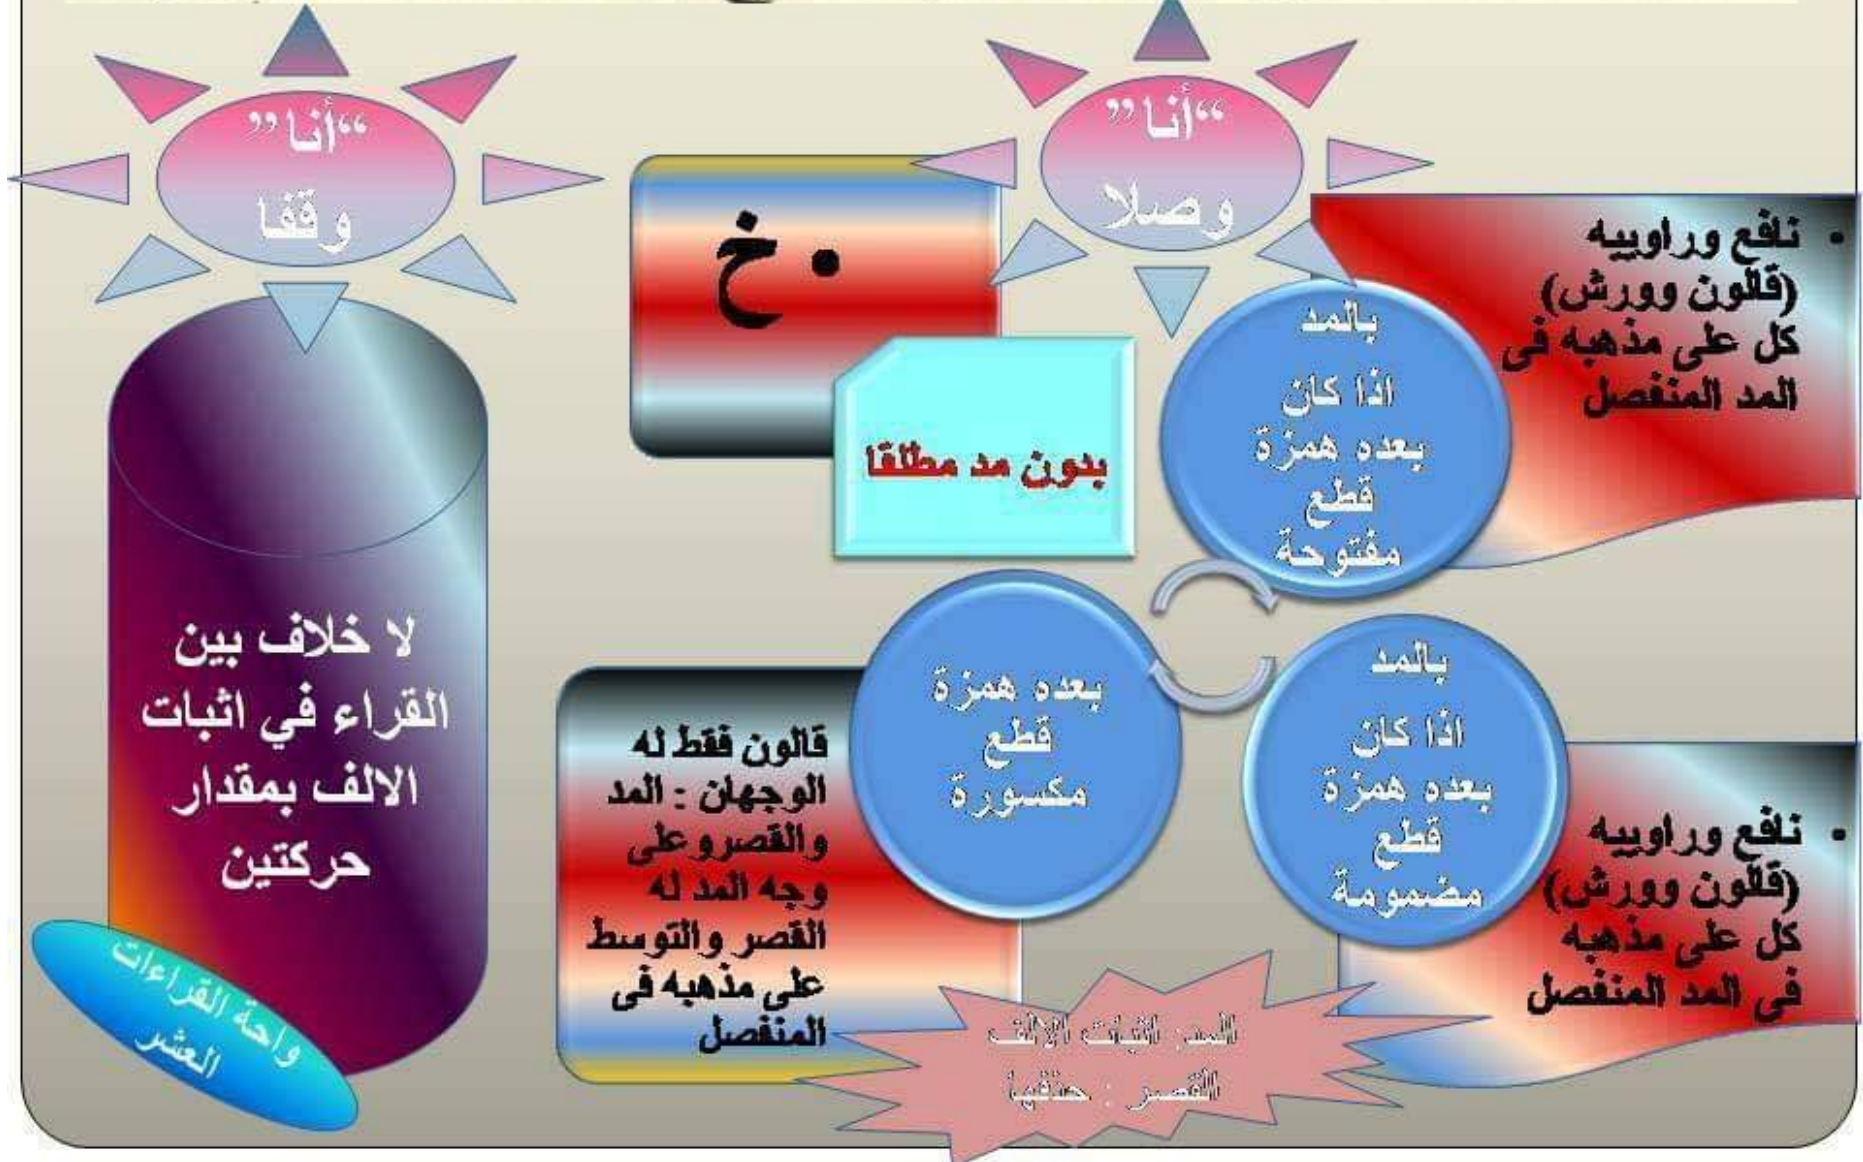 “أنا”
وصلا
• نافع وراوييه
(قالون وورش)
كل على مذهبه فى
المد المنفصل
بالمد
اذا كان
بعده همزة
قطع
مفتوحة
• نافع وراوييه
(قالون وورش)
كل على مذهبه
فى المد المنفصل
بالمد
اذا كان
بعده همزة
قطع
مضمومة
بعده همزة
قطع
مكسورة
قالون فقط له
الوجهان : المد
والقصروعلى
وجه المد له
القصر والتوسط
على مذهبه فى
المنفصل
• خ
بدون مد مطلقا
المد: اثبات الالف
القصر : حذفها
“أنا”
وقفا
لا خلاف بين
القراء في اثبات
الالف بمقدار
حركتين
واحة القراءات
العشر